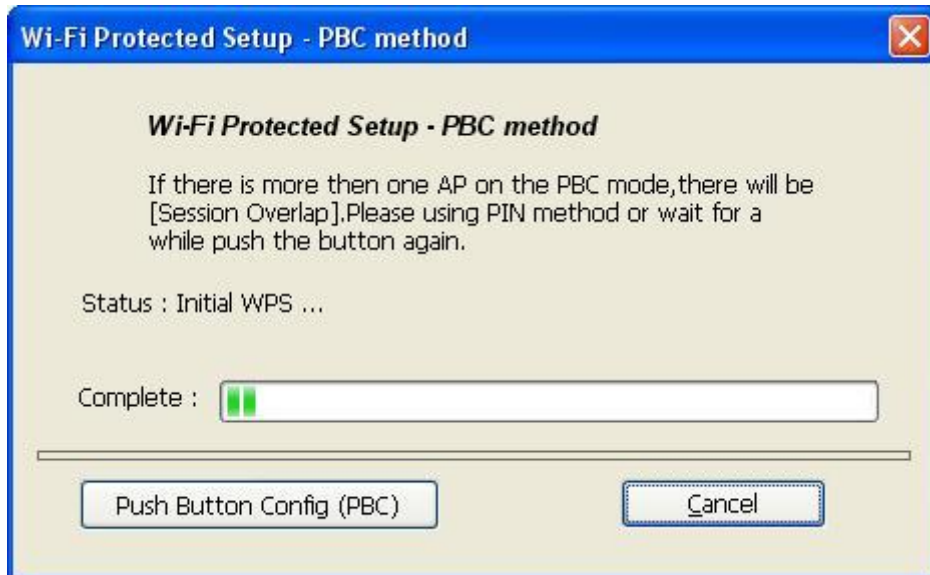 Wi-Fi Protected Setup - PBC method
Wi-Fi Protected Setup - PBC method
If there is more then one AP on the PBC mode,there will be
[Session Overlap].Please using PIN method or wait for a
while push the button again.
Status : Initial WPS ...
Complete :
Push Button Config (PBC)
Cancel